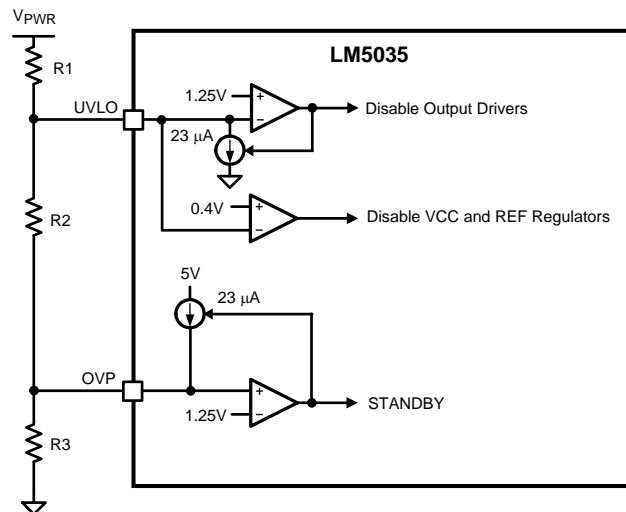 VPWR
R1
LM5035
UVLO
1.25V
+
−
Disable Output Drivers
23 μA
R2
0.4V
+
−
Disable VCC and REF Regulators
5V
23 μA
OVP
+
1.25V
−
STANDBY
R3